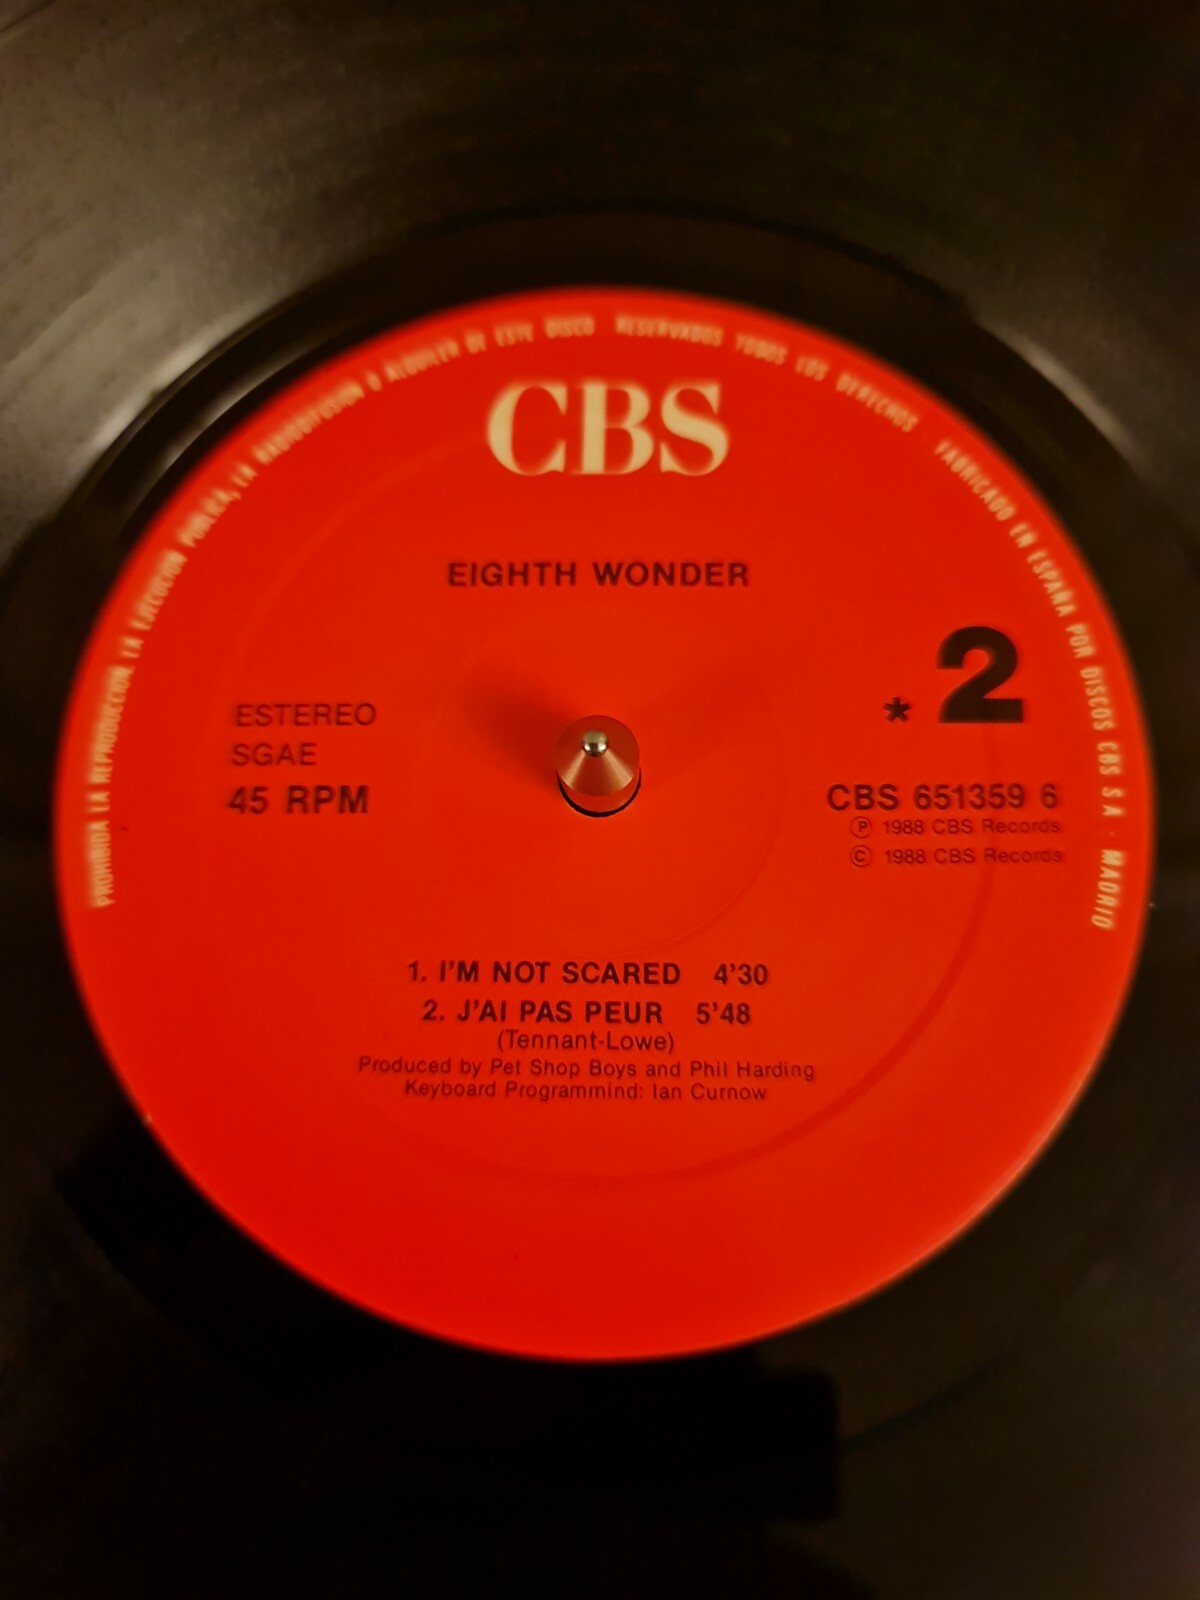 PROHIBIDA LA REPRODUCCION, LA EJECUCION PUBLICA, LA RADIODIFUSION O ALQUILER DE ESTE DISCO RESERVADOS TODOS LOS DERECHOS FABRICADO EN ESPAÑA POR DISCOS CBS S A · MADRID
CBS
EIGHTH WONDER
* 2
ESTEREO
SGAE
45 RPM
CBS 651359 6
Ⓟ 1988 CBS Records
© 1988 CBS Records
1. I'M NOT SCARED 4'30
2. J'AI PAS PEUR 5'48
(Tennant-Lowe)
Produced by Pet Shop Boys and Phil Harding
Keyboard Programmind: Ian Curnow